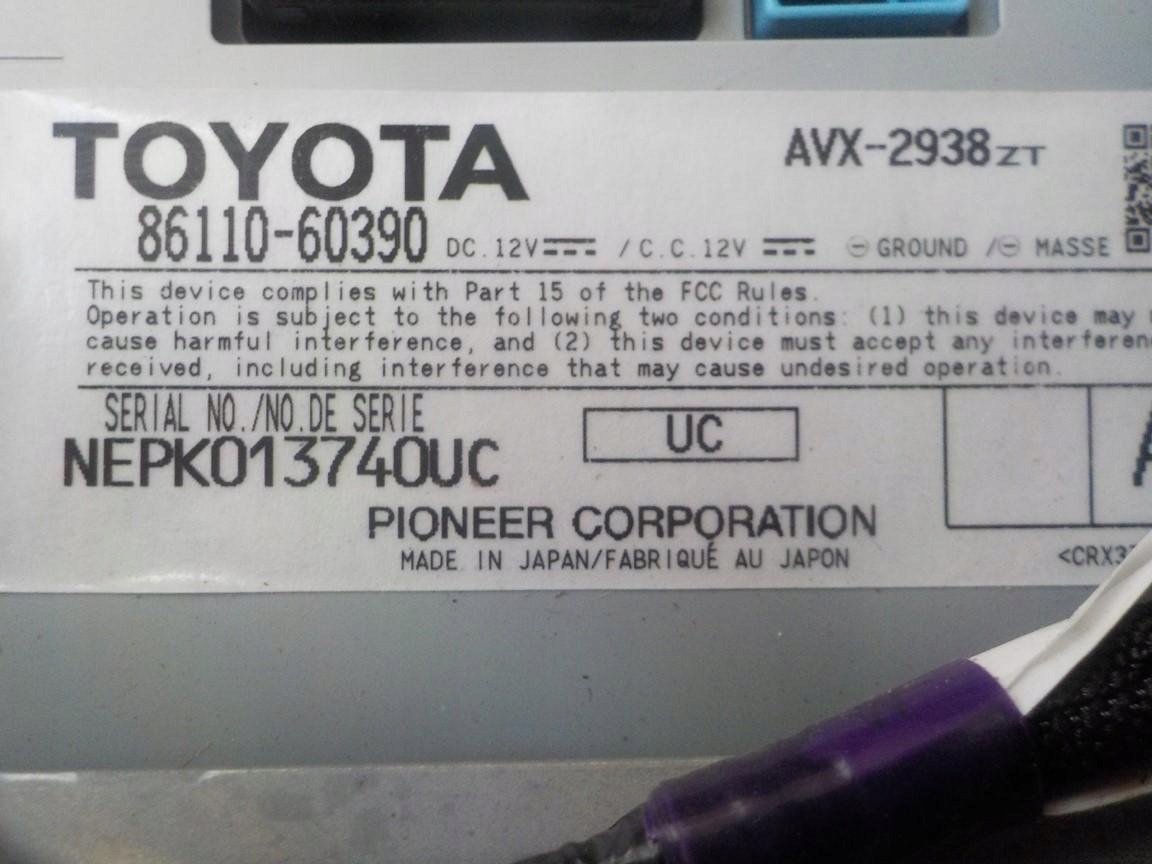 TOYOTA
AVX-2938ZT
86110-60390 DC.12V / C.C.12V ⊖ GROUND / ⊖ MASSE
This device complies with Part 15 of the FCC Rules.
Operation is subject to the following two conditions: (1) this device may
cause harmful interference, and (2) this device must accept any
received, including interference that may cause undesired operation.
SERIAL NO./NO.DE SERIE
NEPK013740UC
UC
PIONEER CORPORATION
MADE IN JAPAN/FABRIQUÉ AU JAPON